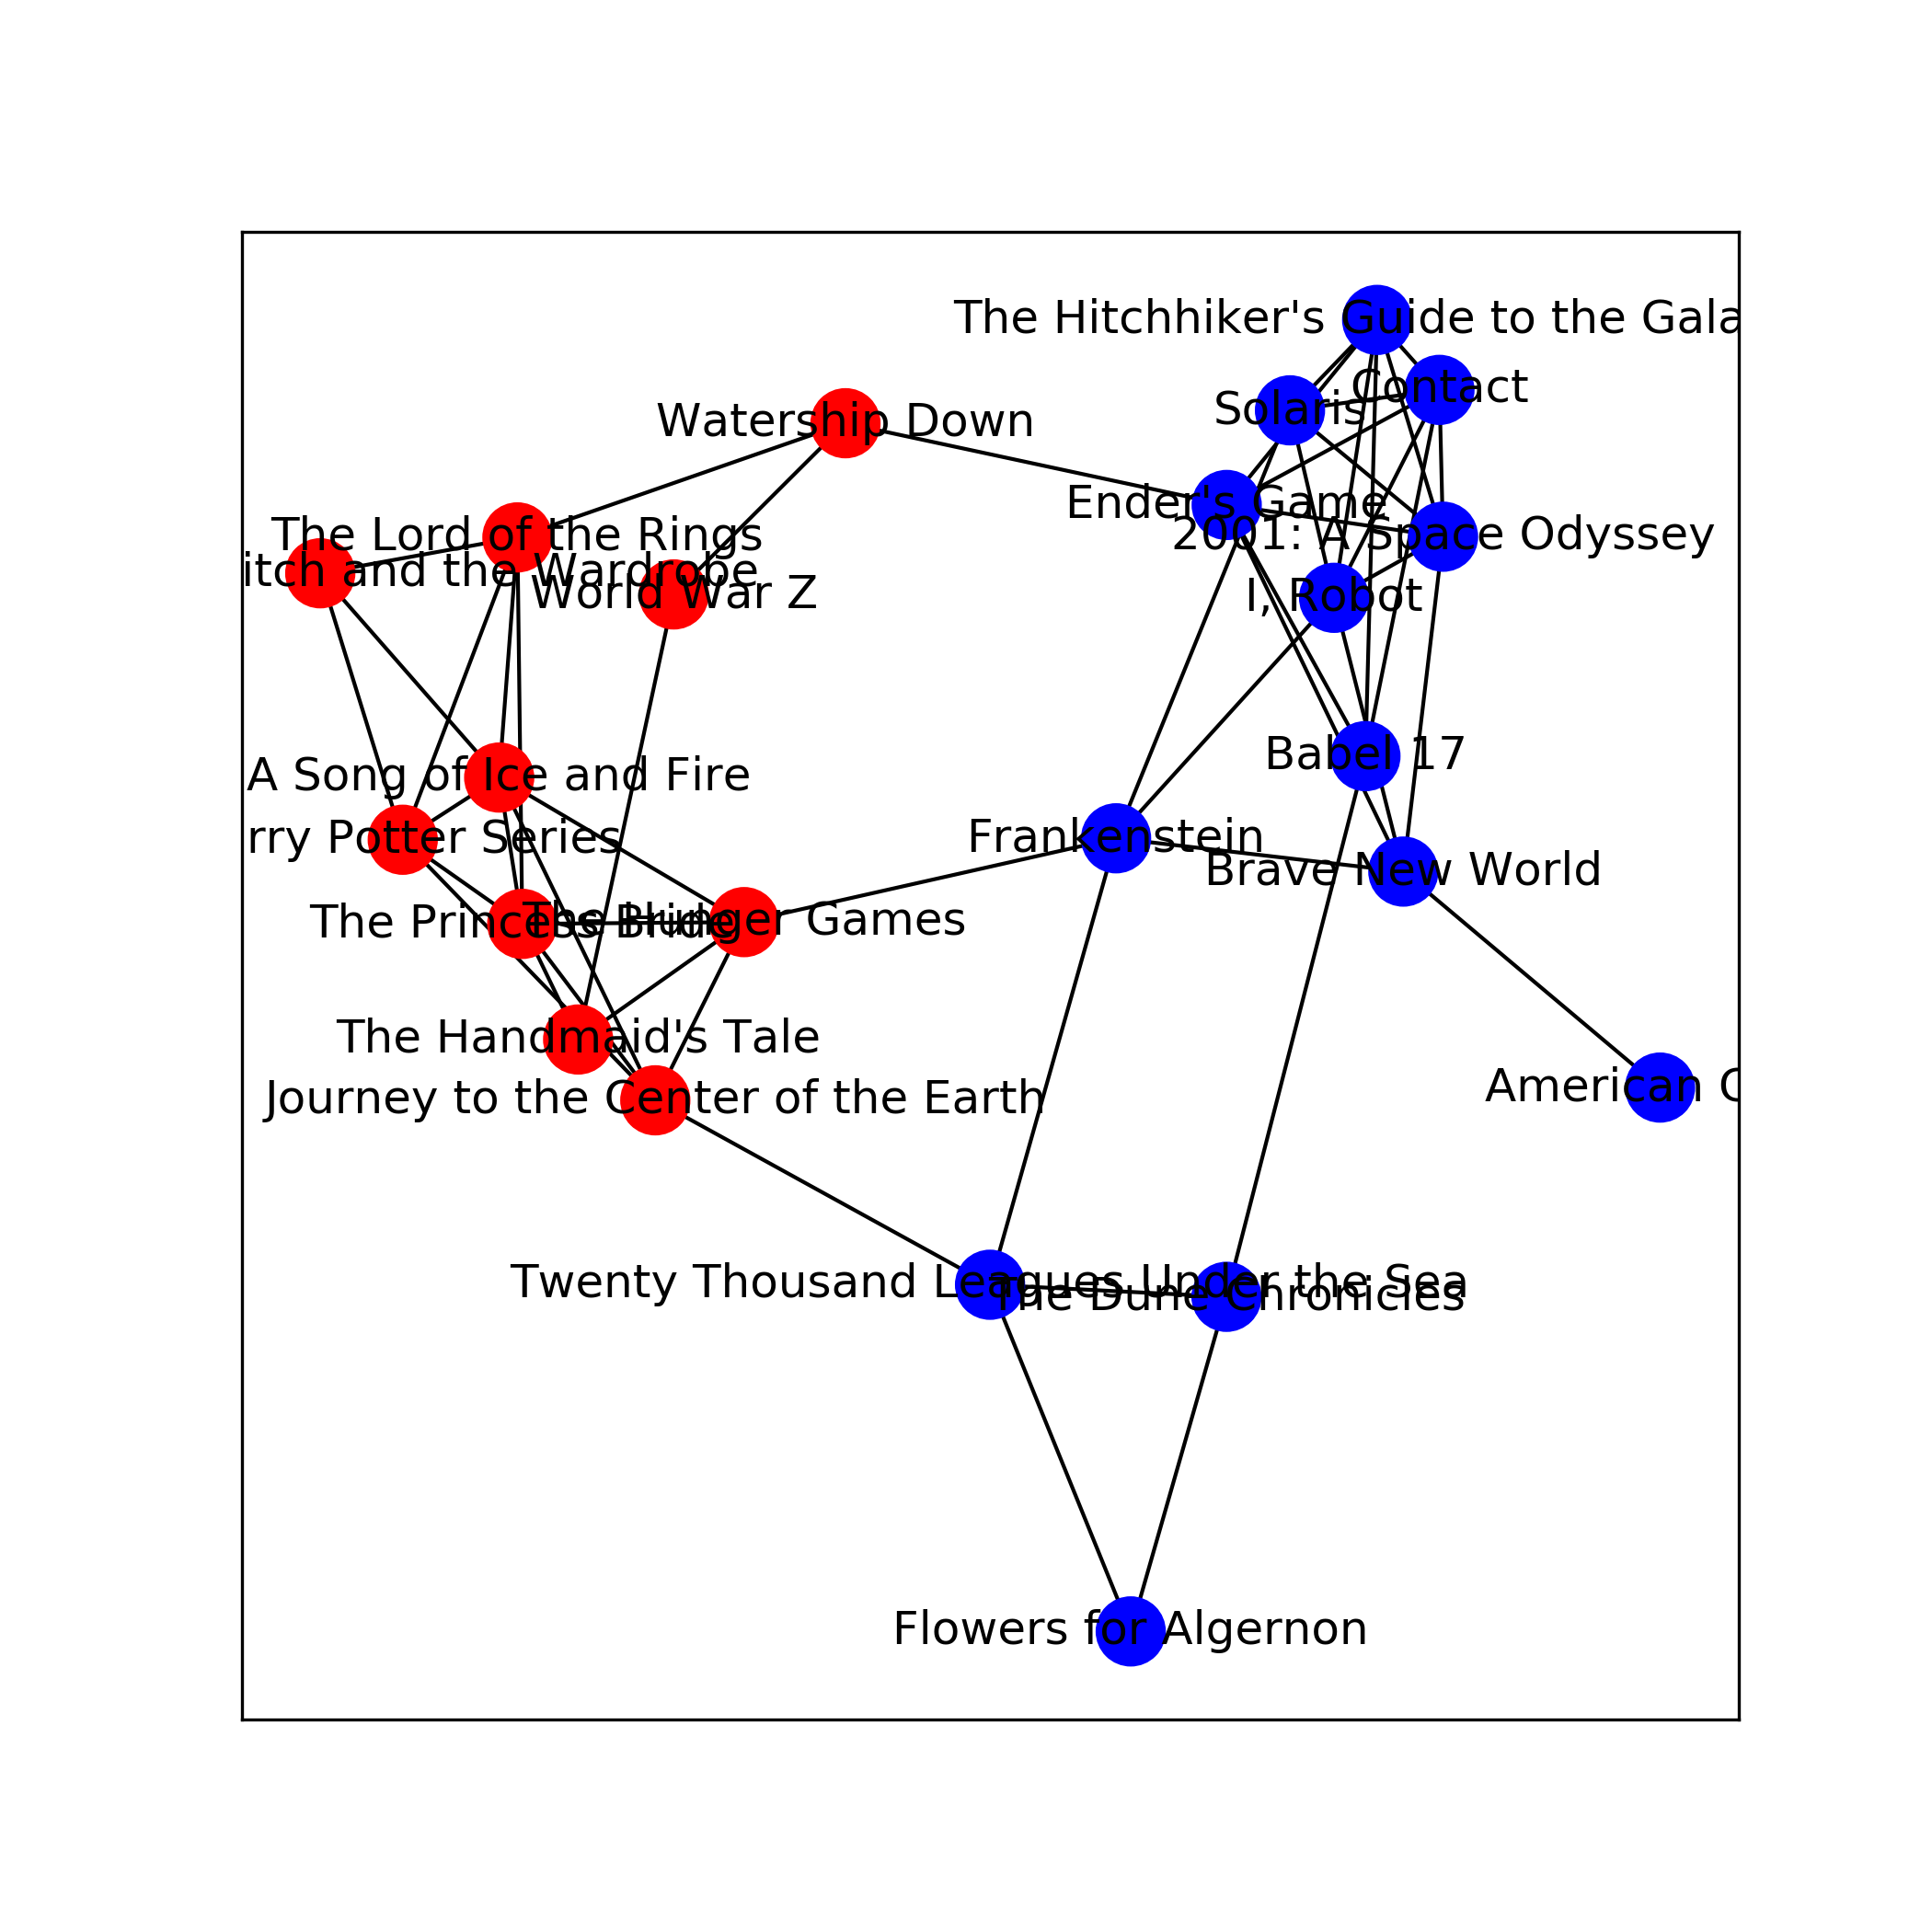 The Hitchhiker's Guide to the Gala
Contact
Solaris
Watership Down
Ender's Game
The Lord of the Rings
2001: A Space Odyssey
itch and the Wardrobe
World War Z
I, Robot
Babel 17
A Song of Ice and Fire
rry Potter Series
Frankenstein
Brave New World
The Princess Bride
The Hunger Games
The Handmaid's Tale
American G
Journey to the Center of the Earth
Twenty Thousand Leagues Under the Sea
The Dune Chronicles
Flowers for Algernon